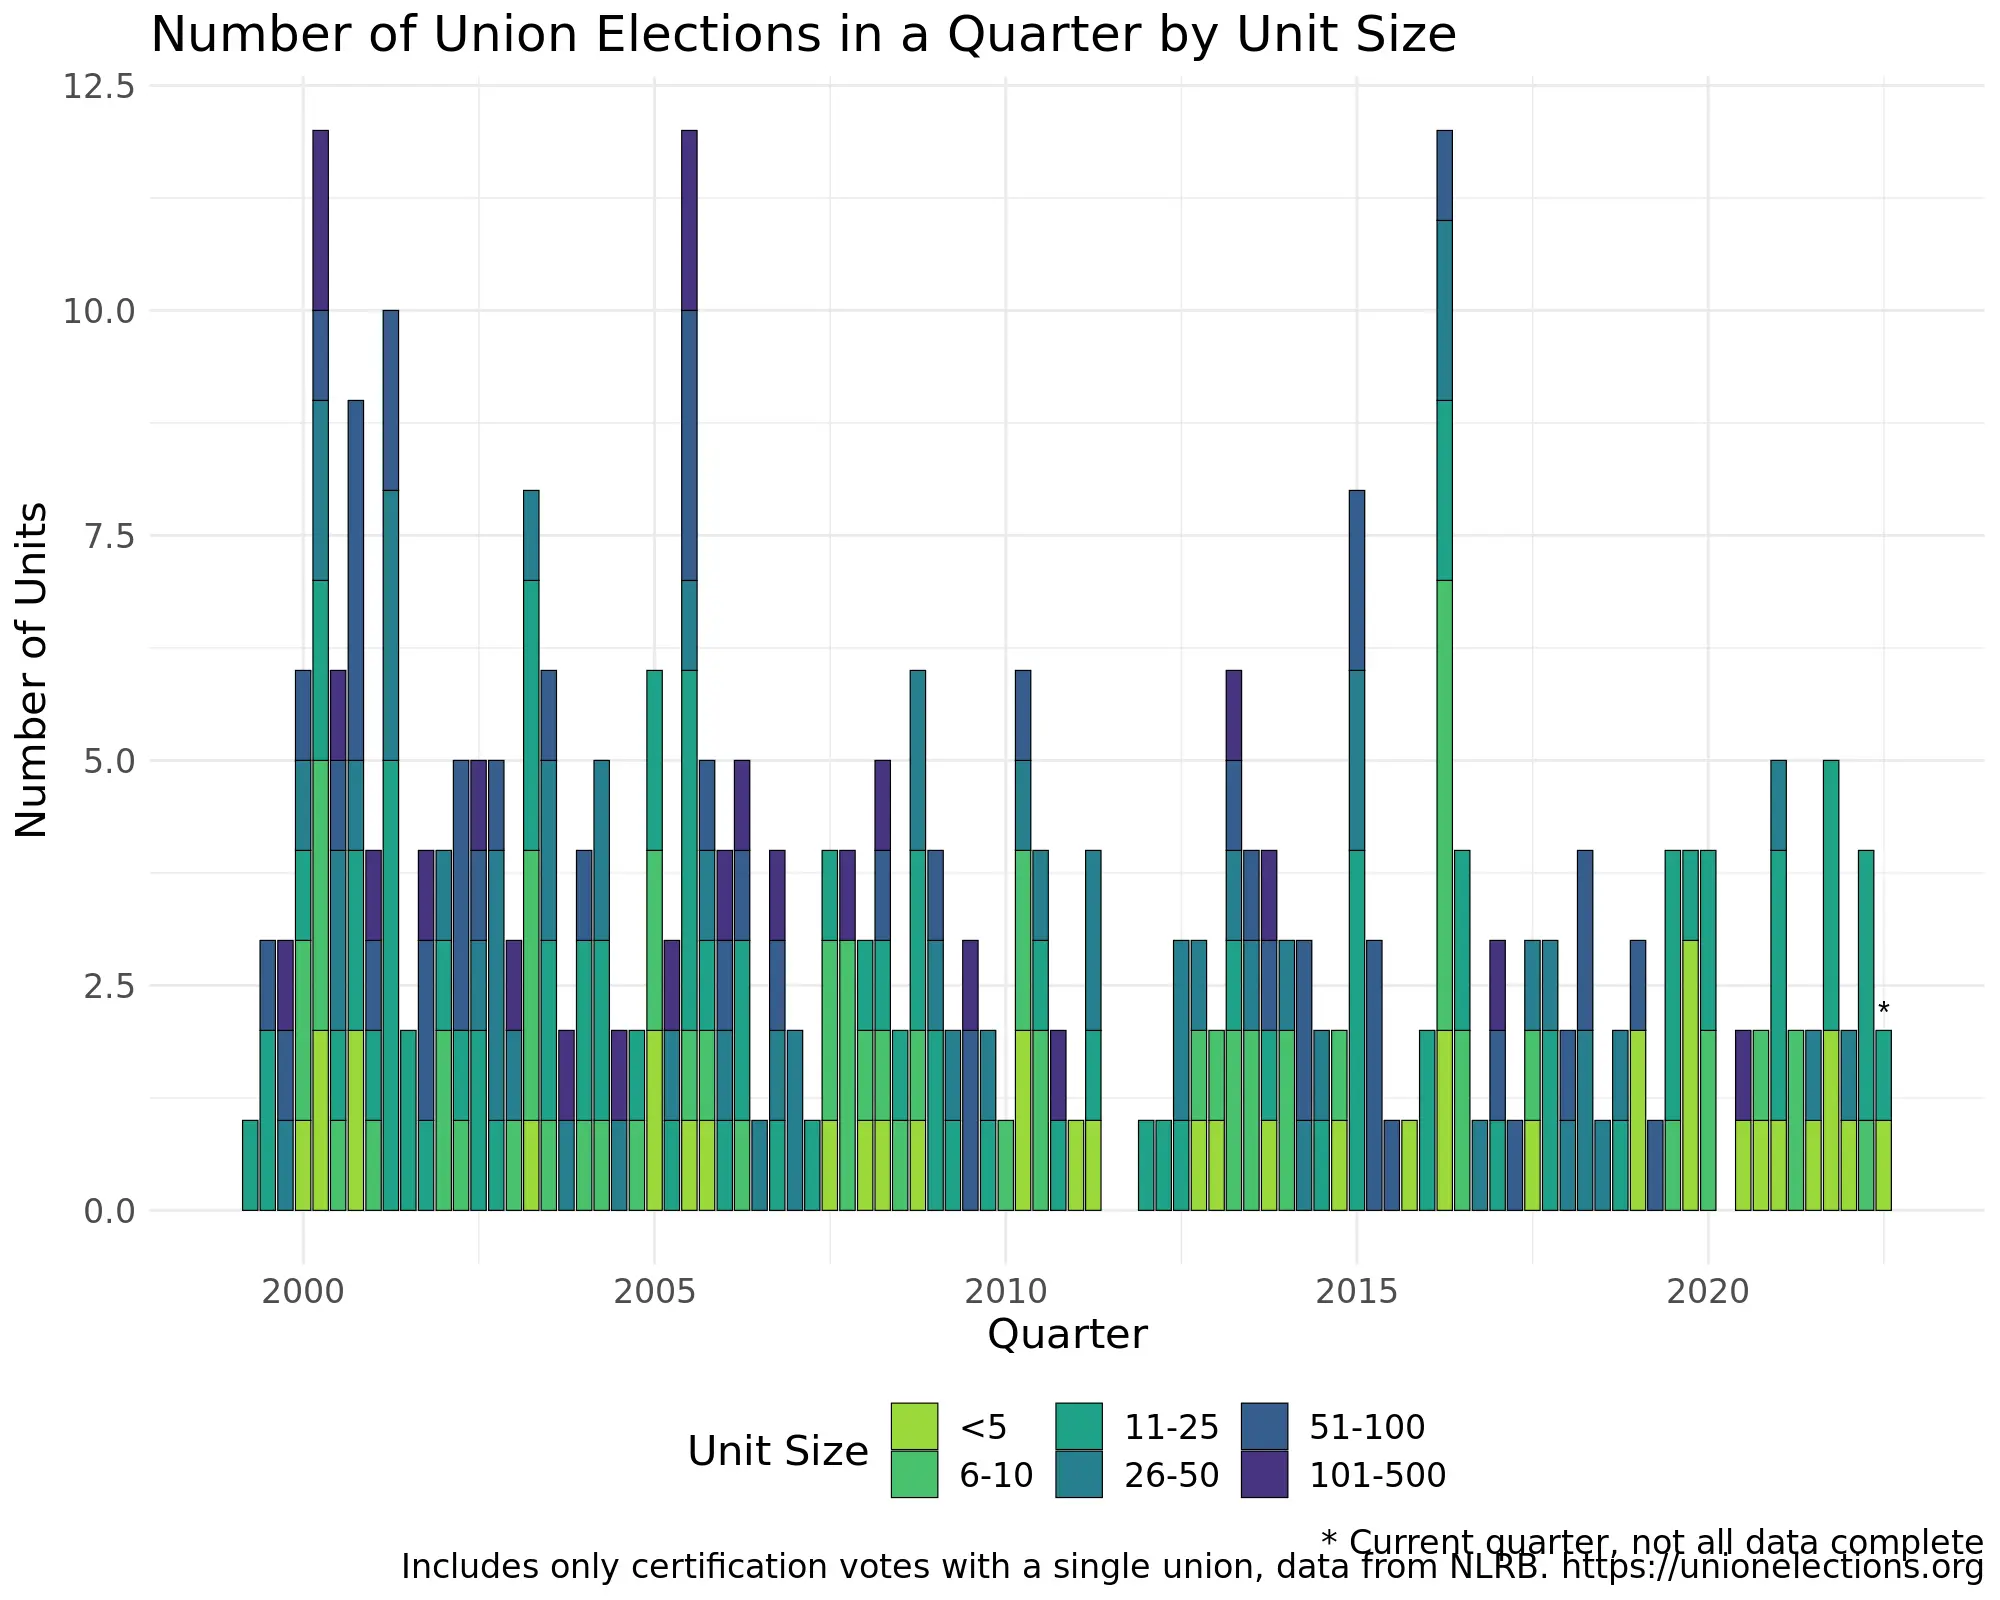 Number of Union Elections in a Quarter by Unit Size
12.5
10.0
7.5
5.0
2.5
0.0
Number of Units
*
2000 2005 2010 2015 2020
Quarter
Unit Size
<5 11-25 51-100
6-10 26-50 101-500
* Current quarter, not all data complete
Includes only certification votes with a single union, data from NLRB. https://unionelections.org